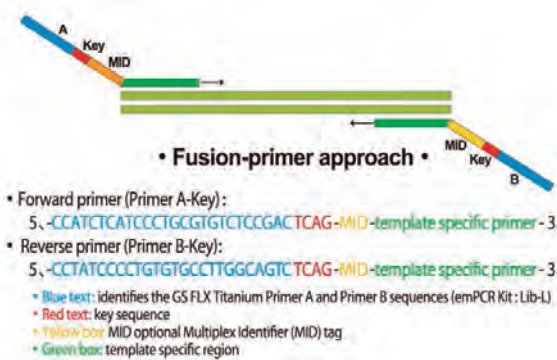 A
Key
MID
MID
Key
B
• Fusion-primer approach •
• Forward primer (Primer A-Key):
5、-CCATCTCATCCCTGCGTGTCTCCGACTCAG-MID-template specific primer - 3
• Reverse primer (Primer B-Key):
5、-CCTATCCCCTGTGTGCCTTGGCAGTCTCAG-MID-template specific primer - 3
• Blue text: identifies the GS FLX Titanium Primer A and Primer B sequences (emPCR Kit : Lib-L)
• Red text: key sequence
• Yellow box: MID optional Multiplex Identifier (MID) tag
• Green box: template specific region